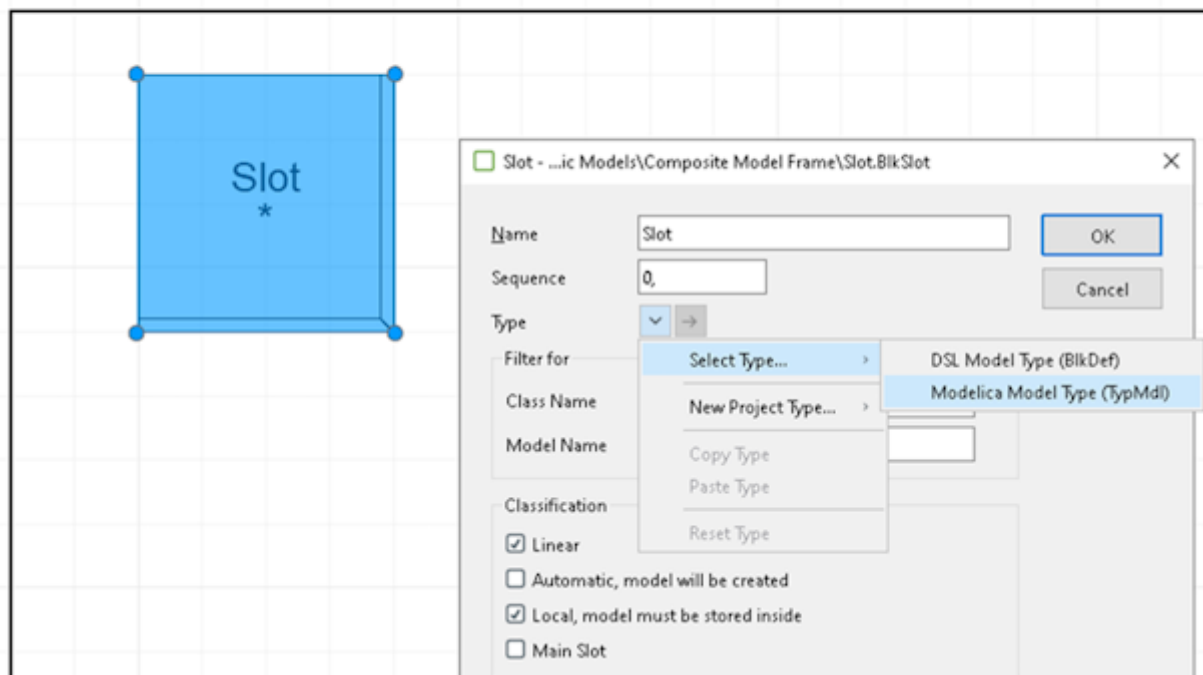 Slot
*
Slot - ...ic Models\Composite Model Frame\Slot.BlkSlot
Name
Slot
OK
Sequence
0,
Cancel
Type
Filter for
Select Type...
DSL Model Type (BlkDef)
Class Name
New Project Type...
Modelica Model Type (TypMdl)
Model Name
Copy Type
Paste Type
Classification
Reset Type
Linear
Automatic, model will be created
Local, model must be stored inside
Main Slot